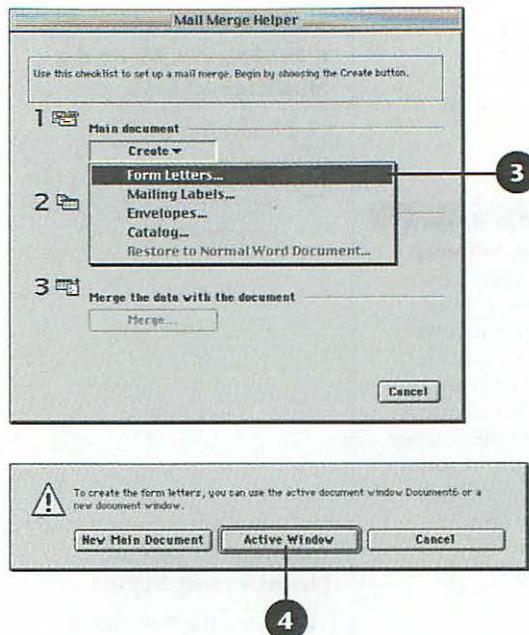 Mail Merge Helper
Use this checklist to set up a mail merge. Begin by choosing the Create button.
1
Main document
Create
Form Letters...
3
Mailing Labels...
2
Envelopes...
Catalog...
Restore to Normal Word Document...
3
Merge the data with the document
Merge...
Cancel
To create the form letters, you can use the active document window Document6 or a
new document window.
New Main Document
Active Window
Cancel
4